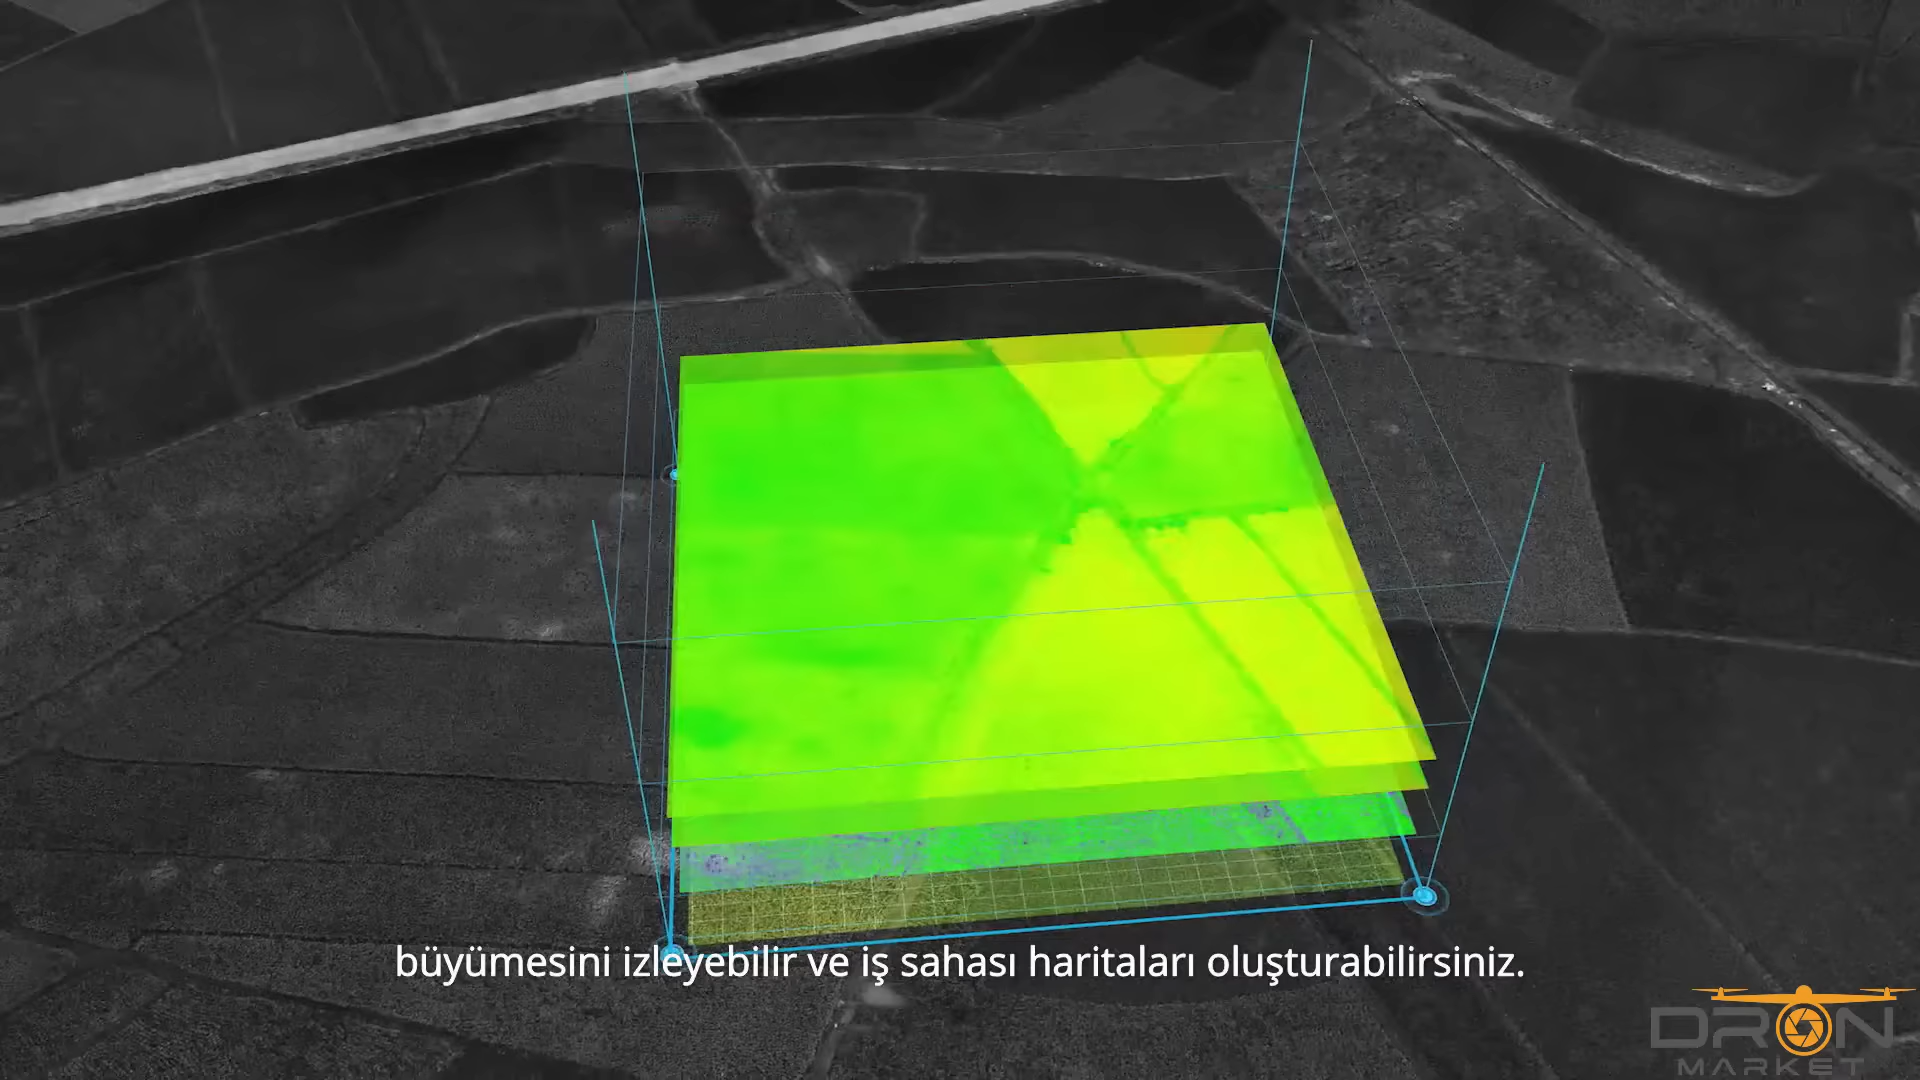 büyümesini izleyebilir ve iş sahası haritaları oluşturabilirsiniz.
DRON
MARKET